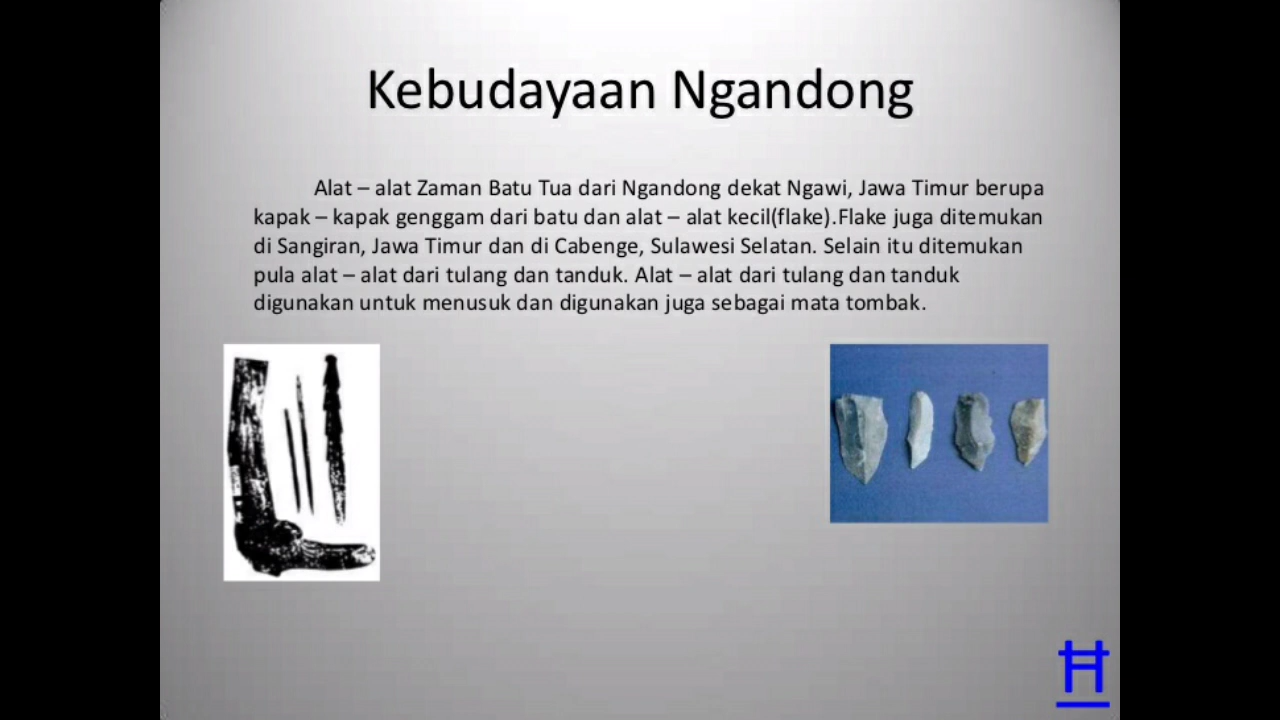 Kebudayaan Ngandong
Alat – alat Zaman Batu Tua dari Ngandong dekat Ngawi, Jawa Timur berupa
kapak – kapak genggam dari batu dan alat – alat kecil(flake).Flake juga ditemukan
di Sangiran, Jawa Timur dan di Cabenge, Sulawesi Selatan. Selain itu ditemukan
pula alat – alat dari tulang dan tanduk. Alat – alat dari tulang dan tanduk
digunakan untuk menusuk dan digunakan juga sebagai mata tombak.